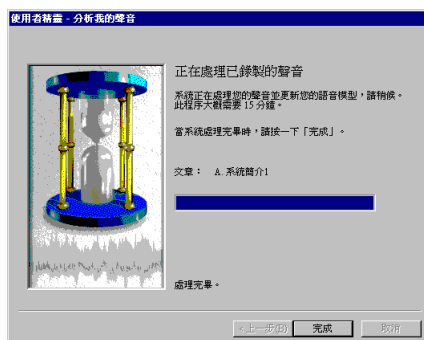 使用者精靈 - 分析我的聲音
正在處理已錄製的聲音
系統正在處理您的聲音並更新您的語音模型,請稍候。
此程序大概需要 15 分鐘。
當系統處理完畢時,請按一下「完成」。
文章: A. 系統簡介1
處理完畢。
<上一步(B) 完成 取消